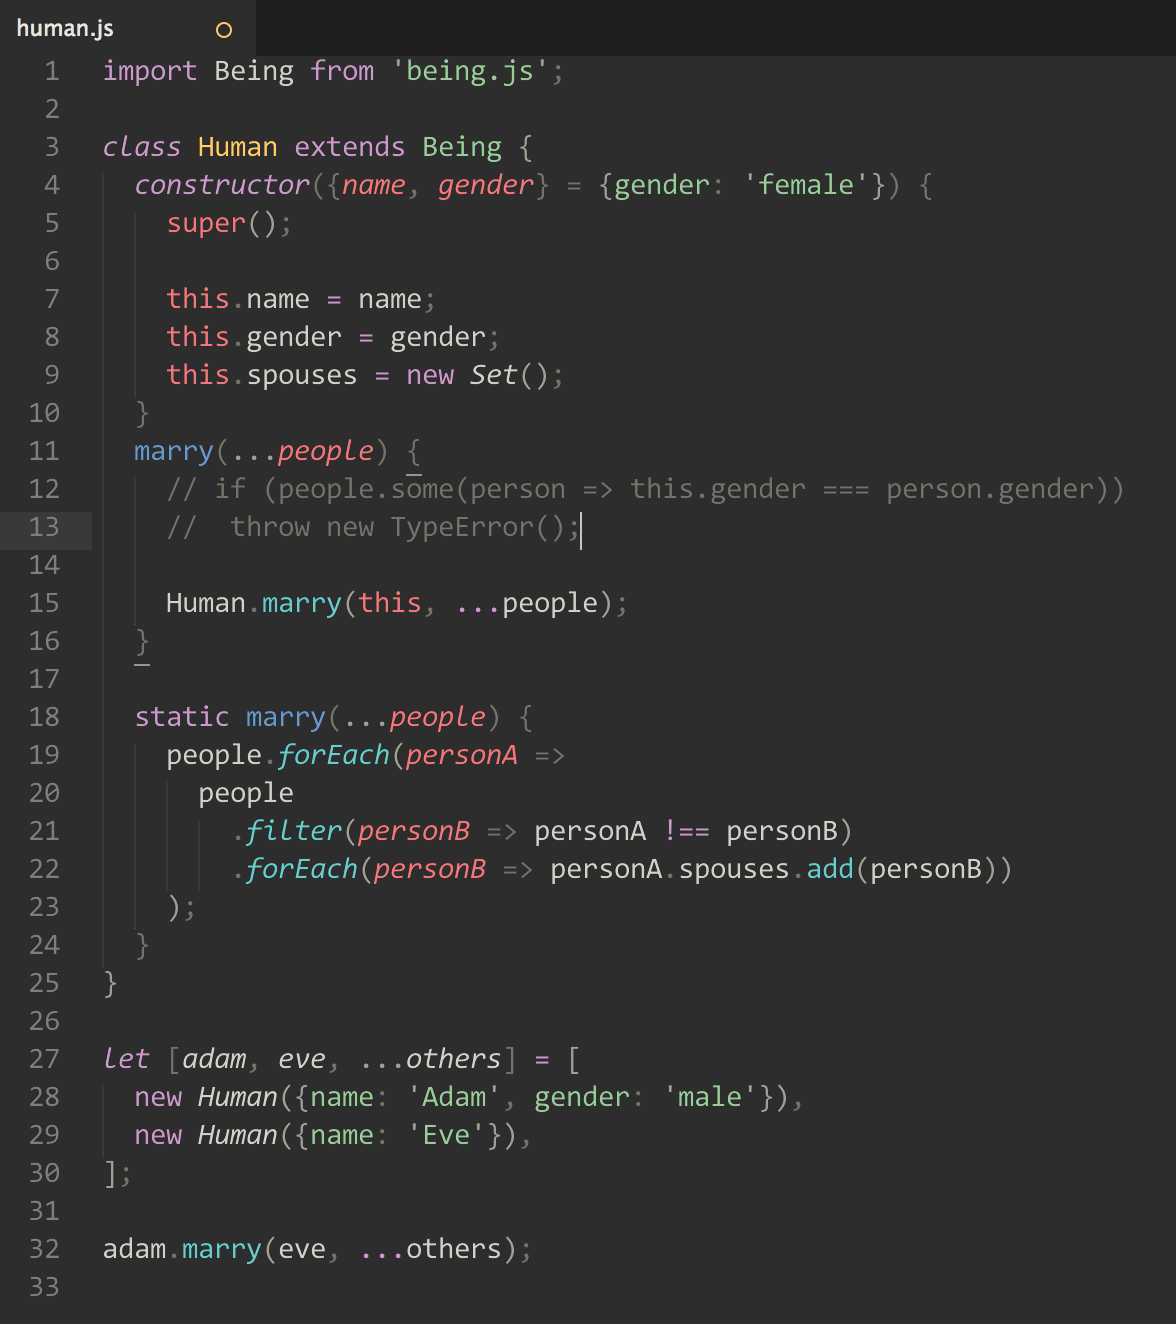 human.js
1 import Being from 'being.js';
2
3 class Human extends Being {
4   constructor({name, gender} = {gender: 'female'}) {
5     super();
6
7     this.name = name;
8     this.gender = gender;
9     this.spouses = new Set();
10   }
11   marry(...people) {
12     // if (people.some(person => this.gender === person.gender))
13     //  throw new TypeError();
14
15     Human.marry(this, ...people);
16   }
17
18   static marry(...people) {
19     people.forEach(personA =>
20       people
21         .filter(personB => personA !== personB)
22         .forEach(personB => personA.spouses.add(personB))
23     );
24   }
25 }
26
27 let [adam, eve, ...others] = [
28   new Human({name: 'Adam', gender: 'male'}),
29   new Human({name: 'Eve'}),
30 ];
31
32 adam.marry(eve, ...others);
33